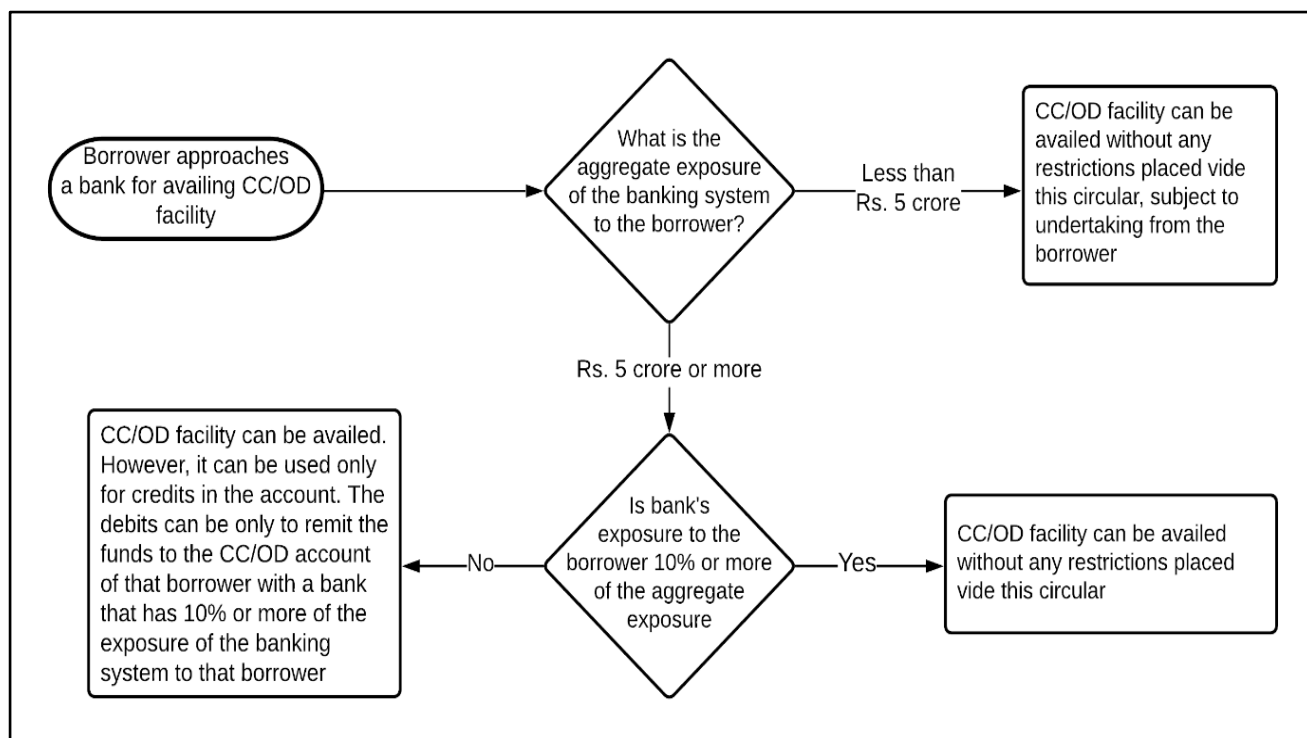 Borrower approaches
a bank for availing CC/OD
facility
What is the
aggregate exposure
of the banking system
to the borrower?
Less than
Rs. 5 crore
CC/OD facility can be
availed without any
restrictions placed vide
this circular, subject to
undertaking from the
borrower
Rs. 5 crore or more
CC/OD facility can be availed.
However, it can be used only
for credits in the account. The
debits can be only to remit the
funds to the CC/OD account
of that borrower with a bank
that has 10% or more of the
exposure of the banking
system to that borrower
No
Is bank's
exposure to the
borrower 10% or more
of the aggregate
exposure
Yes
CC/OD facility can be availed
without any restrictions placed
vide this circular